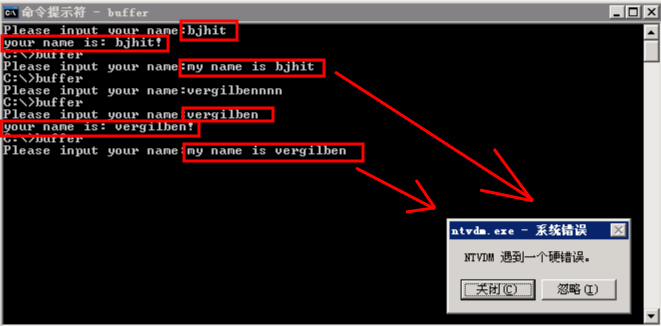 命令提示符 - buffer
Please input your name:bjhit
your name is: bjhit!
C:\>buffer
Please input your name:my name is bjhit
C:\>buffer
Please input your name:vergilbennnn
C:\>buffer
Please input your name:vergilben
your name is: vergilben!
C:\>buffer
Please input your name:my name is vergilben
ntvdm.exe - 系统错误
NTVDM 遇到一个硬错误。
关闭(C) 忽略(I)